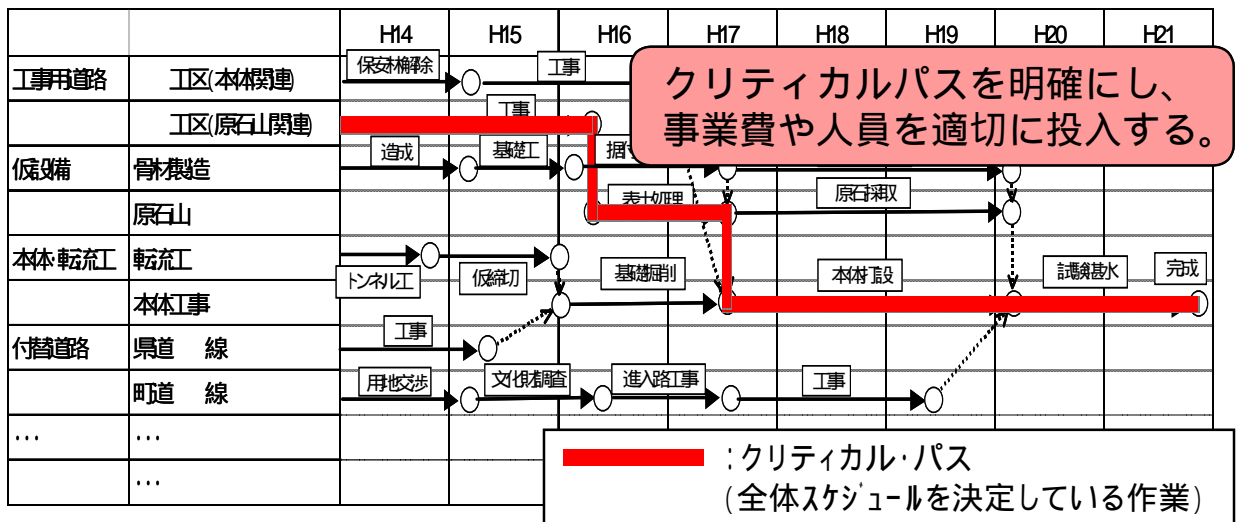 H14 H15 H16 H17 H18 H19 H20 H21
工事用道路 工区(本体関連) 保安林解除 工事
クリティカルパスを明確にし、
事業費や人員を適切に投入する。
工区(原石山関連) 工事
仮設備 骨材製造 造成 基礎工 据付
原石山 表土処理 原石採取
本体・転流工 転流工 トンネル工 仮締切
本体工事 基礎掘削 本体打設 試験湛水 完成
付替道路 県道 線 工事
町道 線 用地交渉 文化財調査 進入路工事 工事
… …
…
:クリティカル・パス
(全体スケジュールを決定している作業)